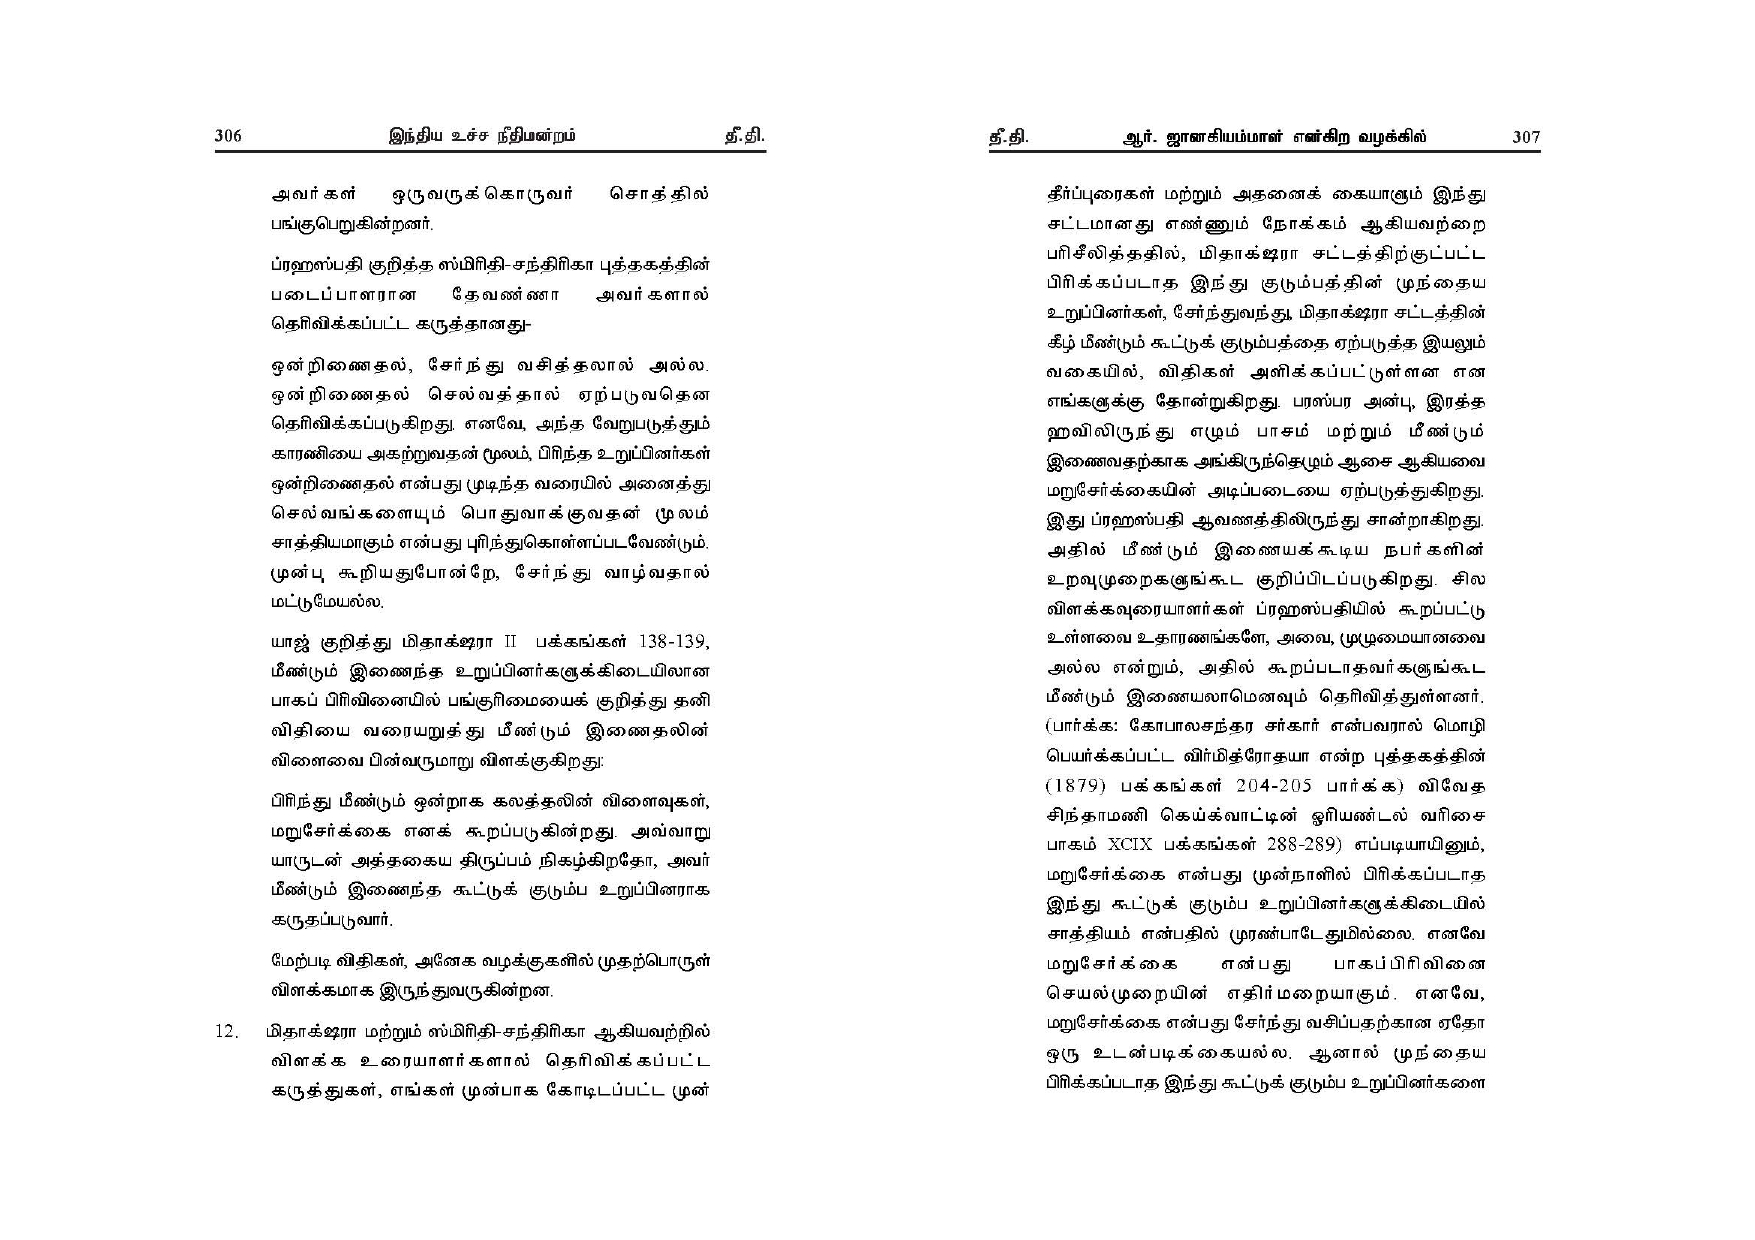 306 இந்திய உச்ச நீதிமன்றம் தீ.தி.
அவர்கள் ஒருவருக்கொருவர் சொத்தில்
பங்குபெறுகின்றனர்.
ப்ரஹஸ்பதி குறித்த ஸ்மிரிதி-சந்திரிகா புத்தகத்தின்
படைப்பாளரான தேவண்ணா அவர்களால்
தெரிவிக்கப்பட்ட கருத்தானது-
ஒன்றிணைதல், சேர்ந்து வசித்தலால் அல்ல.
ஒன்றிணைதல் செல்வத்தால் ஏற்படுவதென
தெரிவிக்கப்படுகிறது. எனவே, அந்த வேறுபடுத்தும்
காரணியை அகற்றுவதன் மூலம், பிரிந்த உறுப்பினர்கள்
ஒன்றிணைதல் என்பது முடிந்த வரையில் அனைத்து
செல்வங்களையும் பொதுவாக்குவதன் மூலம்
சாத்தியமாகும் என்பது புரிந்துகொள்ளப்படவேண்டும்.
முன்பு கூறியதுபோன்றே, சேர்ந்து வாழ்வதால்
மட்டுமேயல்ல.
யாஜ் குறித்து மிதாக்ஷரா II பக்கங்கள் 138-139,
மீண்டும் இணைந்த உறுப்பினர்களுக்கிடையிலான
பாகப் பிரிவினையில் பங்குரிமையைக் குறித்து தனி
விதியை வரையறுத்து மீண்டும் இணைதலின்
விளைவை பின்வருமாறு விளக்குகிறது:
பிரிந்து மீண்டும் ஒன்றாக கலத்தலின் விளைவுகள்,
மறுசேர்க்கை எனக் கூறப்படுகின்றது. அவ்வாறு
யாருடன் அத்தகைய திருப்பம் நிகழ்கிறதோ, அவர்
மீண்டும் இணைந்த கூட்டுக் குடும்ப உறுப்பினராக
கருதப்படுவார்.
மேற்படி விதிகள், அனேக வழக்குகளில் முதற்பொருள்
விளக்கமாக இருந்துவருகின்றன.
12. மிதாக்ஷரா மற்றும் ஸ்மிரிதி-சந்திரிகா ஆகியவற்றில்
விளக்க உரையாளர்களால் தெரிவிக்கப்பட்ட
கருத்துகள், எங்கள் முன்பாக கோடிடப்பட்ட முன்
தீ.தி. ஆர். ஜானகியம்மாள் என்கிற வழக்கில் 307
தீர்ப்புரைகள் மற்றும் அதனைக் கையாளும் இந்து
சட்டமானது எண்ணும் நோக்கம் ஆகியவற்றை
பரிசீலித்ததில், மிதாக்ஷரா சட்டத்திற்குட்பட்ட
பிரிக்கப்படாத இந்து குடும்பத்தின் முந்தைய
உறுப்பினர்கள், சேர்ந்துவந்து, மிதாக்ஷரா சட்டத்தின்
கீழ் மீண்டும் கூட்டுக் குடும்பத்தை ஏற்படுத்த இயலும்
வகையில், விதிகள் அளிக்கப்பட்டுள்ளன என
எங்களுக்கு தோன்றுகிறது. பரஸ்பர அன்பு, இரத்த
ஹவிலிருந்து எழும் பாசம் மற்றும் மீண்டும்
இணைவதற்காக அங்கிருந்தெழும் ஆசை ஆகியவை
மறுசேர்க்கையின் அடிப்படையை ஏற்படுத்துகிறது.
இது ப்ரஹஸ்பதி ஆவணத்திலிருந்து சான்றாகிறது.
அதில் மீண்டும் இணையக்கூடிய நபர்களின்
உறவுமுறைகளுங்கூட குறிப்பிடப்படுகிறது. சில
விளக்கவுரையாளர்கள் ப்ரஹஸ்பதியில் கூறப்பட்டு
உள்ளவை உதாரணங்களே, அவை, முழுமையானவை
அல்ல என்றும், அதில் கூறப்படாதவர்களுங்கூட
மீண்டும் இணையலாமெனவும் தெரிவித்துள்ளனர்.
(பார்க்க: கோபாலசந்தர சர்கார் என்பவரால் மொழி
பெயர்க்கப்பட்ட விர்மித்ரோதயா என்ற புத்தகத்தின்
(1879) பக்கங்கள் 204-205 பார்க்க) விவேத
சிந்தாமணி கெய்க்வாட்டின் ஓரியண்டல் வரிசை
பாகம் XCIX பக்கங்கள் 288-289) எப்படியாயினும்,
மறுசேர்க்கை என்பது முன்நாளில் பிரிக்கப்படாத
இந்து கூட்டுக் குடும்ப உறுப்பினர்களுக்கிடையில்
சாத்தியம் என்பதில் முரண்பாடேதுமில்லை. எனவே
மறுசேர்க்கை என்பது பாகப்பிரிவினை
செயல்முறையின் எதிர்மறையாகும். எனவே,
மறுசேர்க்கை என்பது சேர்ந்து வசிப்பதற்கான ஏதோ
ஒரு உடன்படிக்கையல்ல. ஆனால் முந்தைய
பிரிக்கப்படாத இந்து கூட்டுக் குடும்ப உறுப்பினர்களை